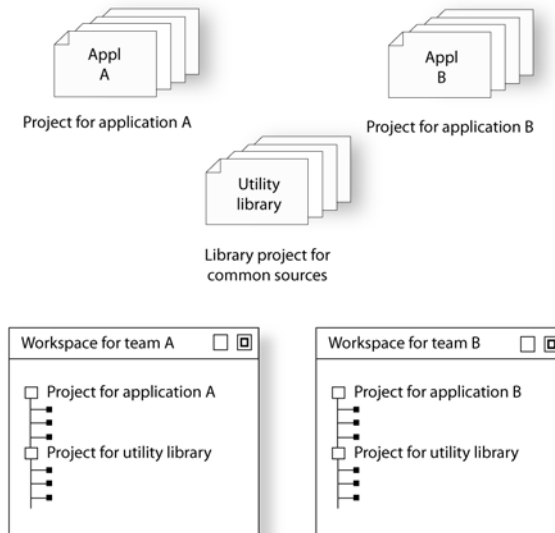 Appl
A
Project for application A
Appl
B
Project for application B
Utility
library
Library project for
common sources
Workspace for team A
Project for application A
Project for utility library
Workspace for team B
Project for application B
Project for utility library